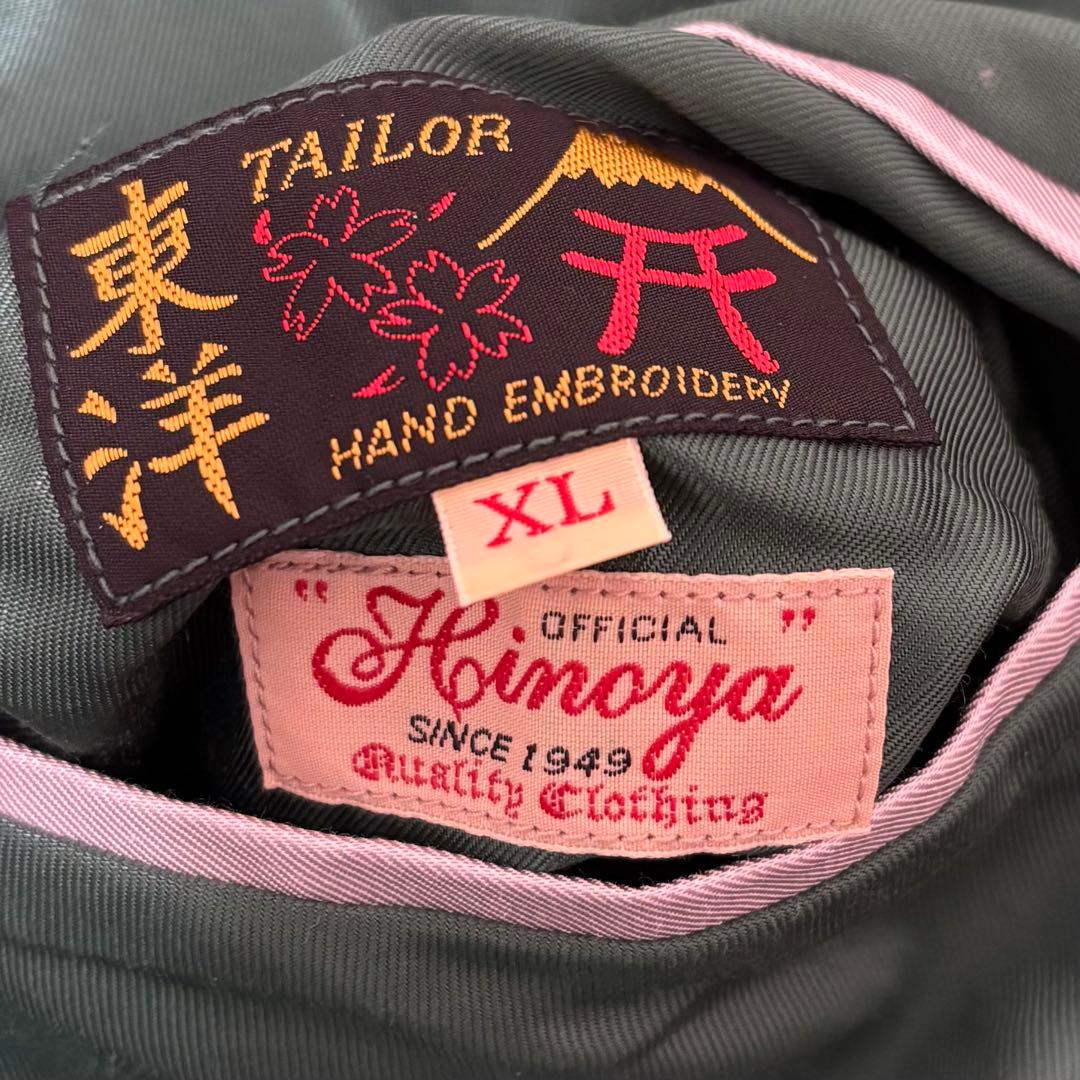 TAILOR
東洋
HAND EMBROIDERY
XL
"Hinoya"
OFFICIAL
SINCE 1949
Quality Clothing